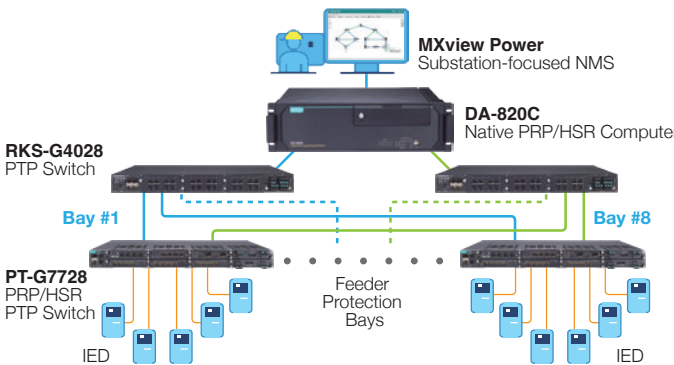 MXview Power
Substation-focused NMS
DA-820C
Native PRP/HSR Compute
RKS-G4028
PTP Switch
Bay #1
Bay #8
PT-G7728
PRP/HSR
PTP Switch
Feeder
Protection
Bays
IED
IED